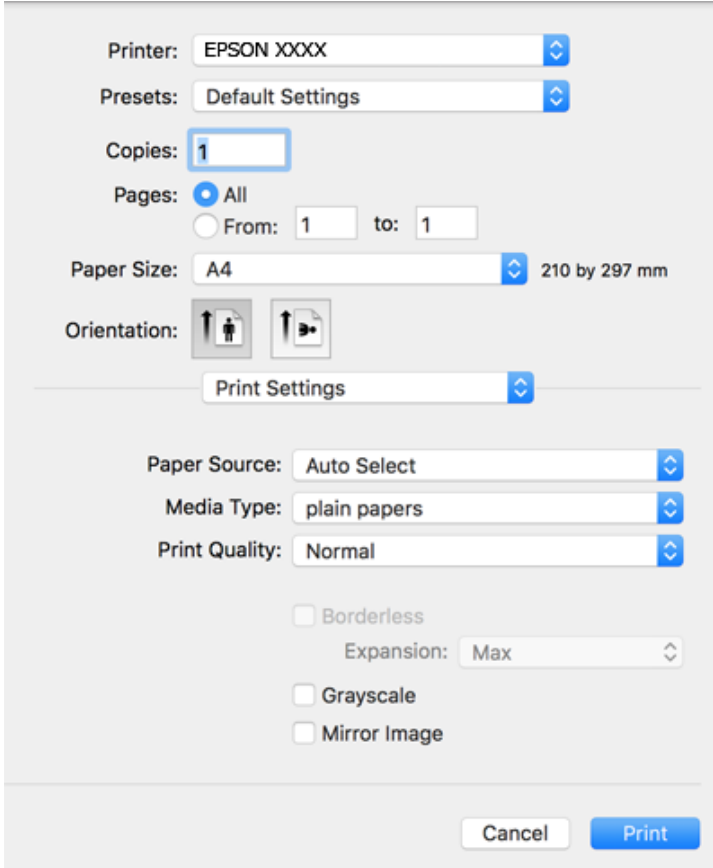 Printer: EPSON XXXX
Presets: Default Settings
Copies: 1
Pages: All
From: 1 to: 1
Paper Size: A4 210 by 297 mm
Orientation:
Print Settings
Paper Source: Auto Select
Media Type: plain papers
Print Quality: Normal
Borderless
Expansion: Max
Grayscale
Mirror Image
Cancel Print